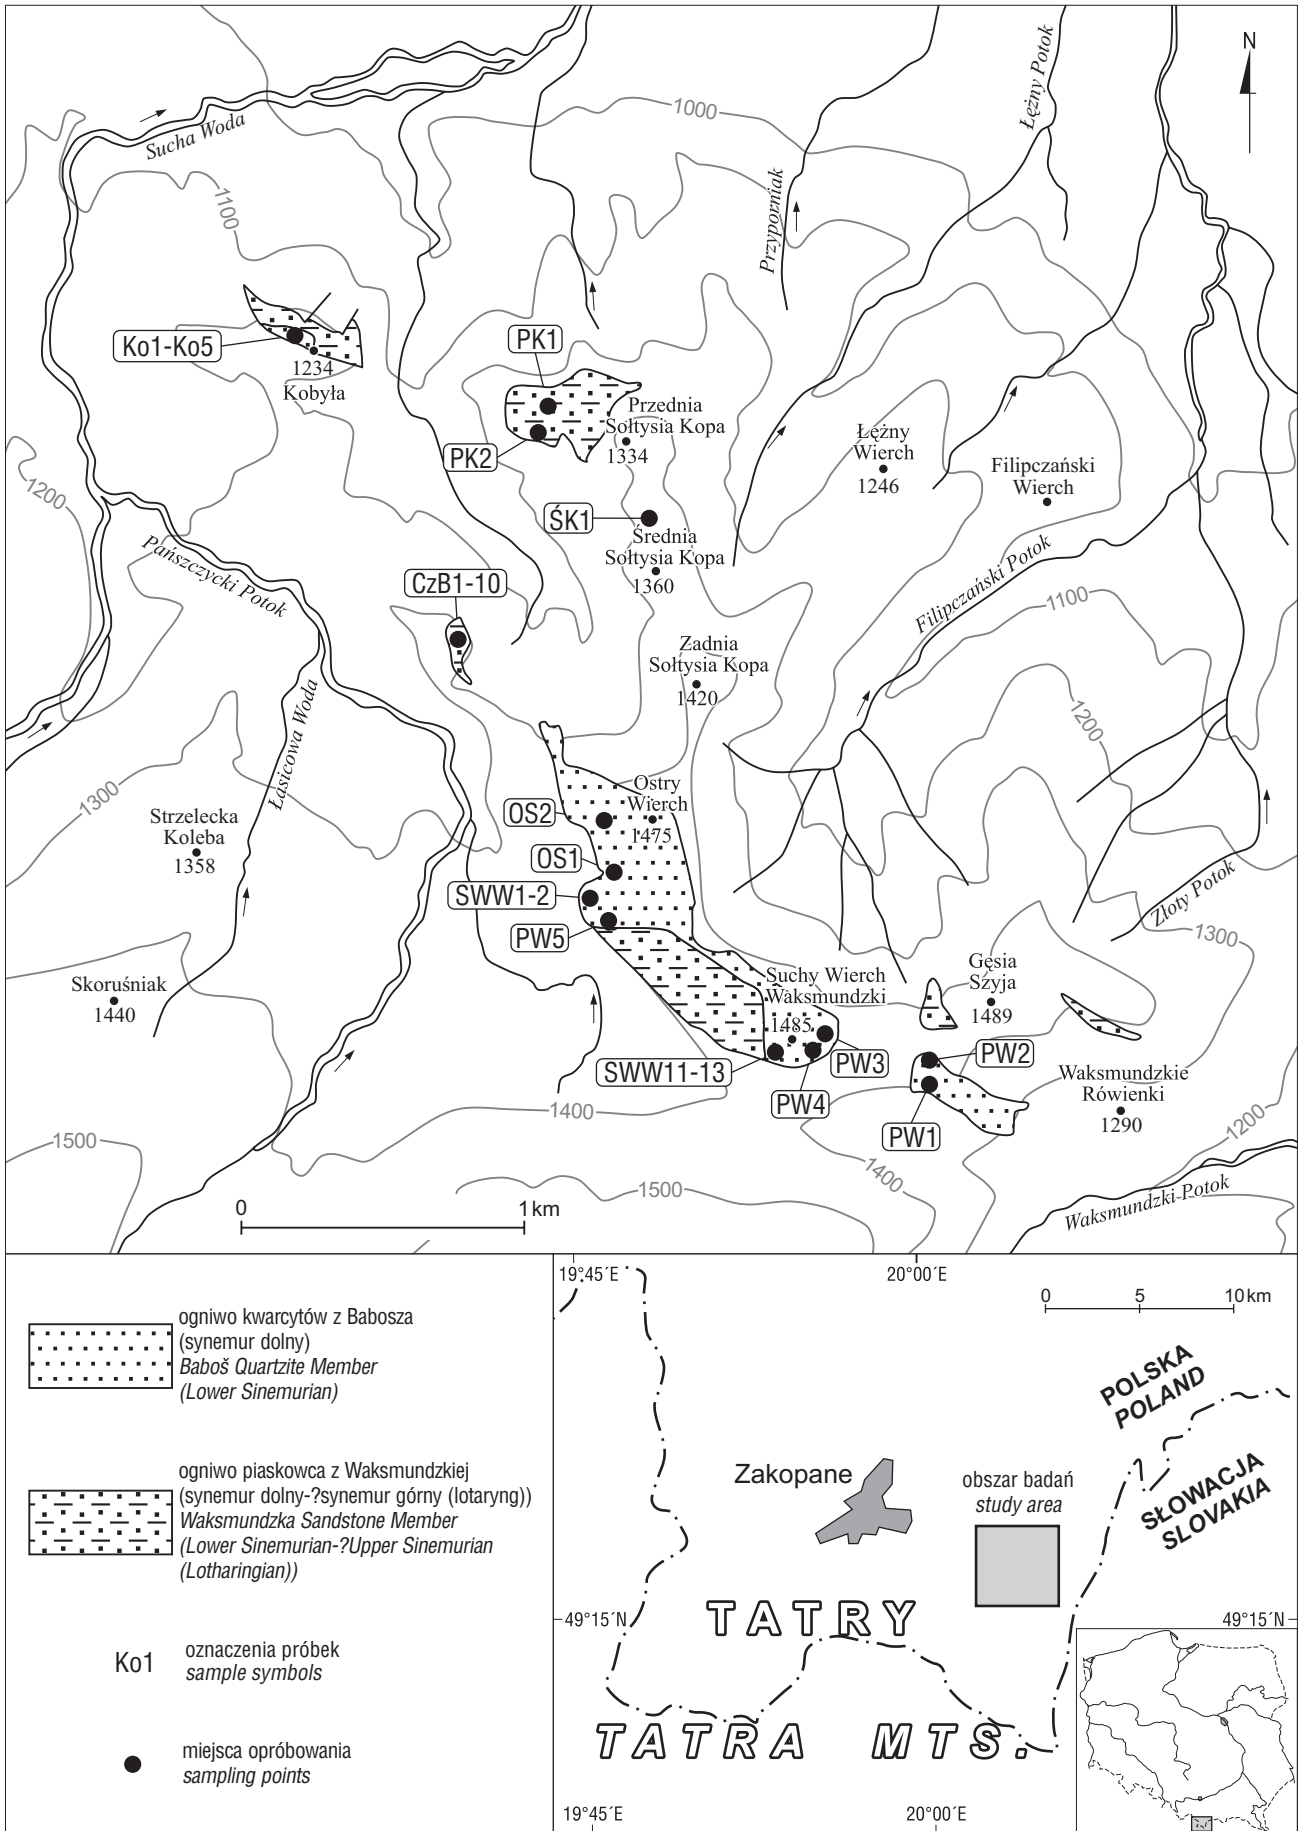 N
Łężny Potok
1000
Sucha Woda
Przyporniak
1100
Ko1-Ko5
1234
Kobyła
PK1
Przednia
Sołtysia Kopa
1334
PK2
Łężny
Wierch
1246
Filipczański
Wierch
1200
ŚK1
Średnia
Sołtysia Kopa
1360
Pańszczycki Potok
CzB1-10
Filipczański Potok
1100
Zadnia
Sołtysia Kopa
1420
Łasicowa Woda
1200
1300
Strzelecka
Koleba
1358
Ostry
Wierch
1475
OS2
OS1
SWW1-2
PW5
Złoty Potok
1300
Skoruśniak
1440
Suchy Wierch
Waksmundzki
1485
Gęsia
Szyja
1489
PW3
SWW11-13
PW4
PW2
PW1
Waksmundzkie
Rówienki
1290
1400
1500
1200
1400
1500
Waksmundzki Potok
0 1 km
ogniwo kwarcytów z Babosza
(synemur dolny)
Baboš Quartzite Member
(Lower Sinemurian)
ogniwo piaskowca z Waksmundzkiej
(synemur dolny-?synemur górny (lotaryng))
Waksmundzka Sandstone Member
(Lower Sinemurian-?Upper Sinemurian
(Lotharingian))
Ko1
oznaczenia próbek
sample symbols
miejsca opróbowania
sampling points
19°45´E
20°00´E
0 5 10 km
POLSKA
POLAND
SŁOWACJA
SLOVAKIA
Zakopane
obszar badań
study area
49°15´N
49°15´N
TATRY
TATRA MTS.
19°45´E
20°00´E